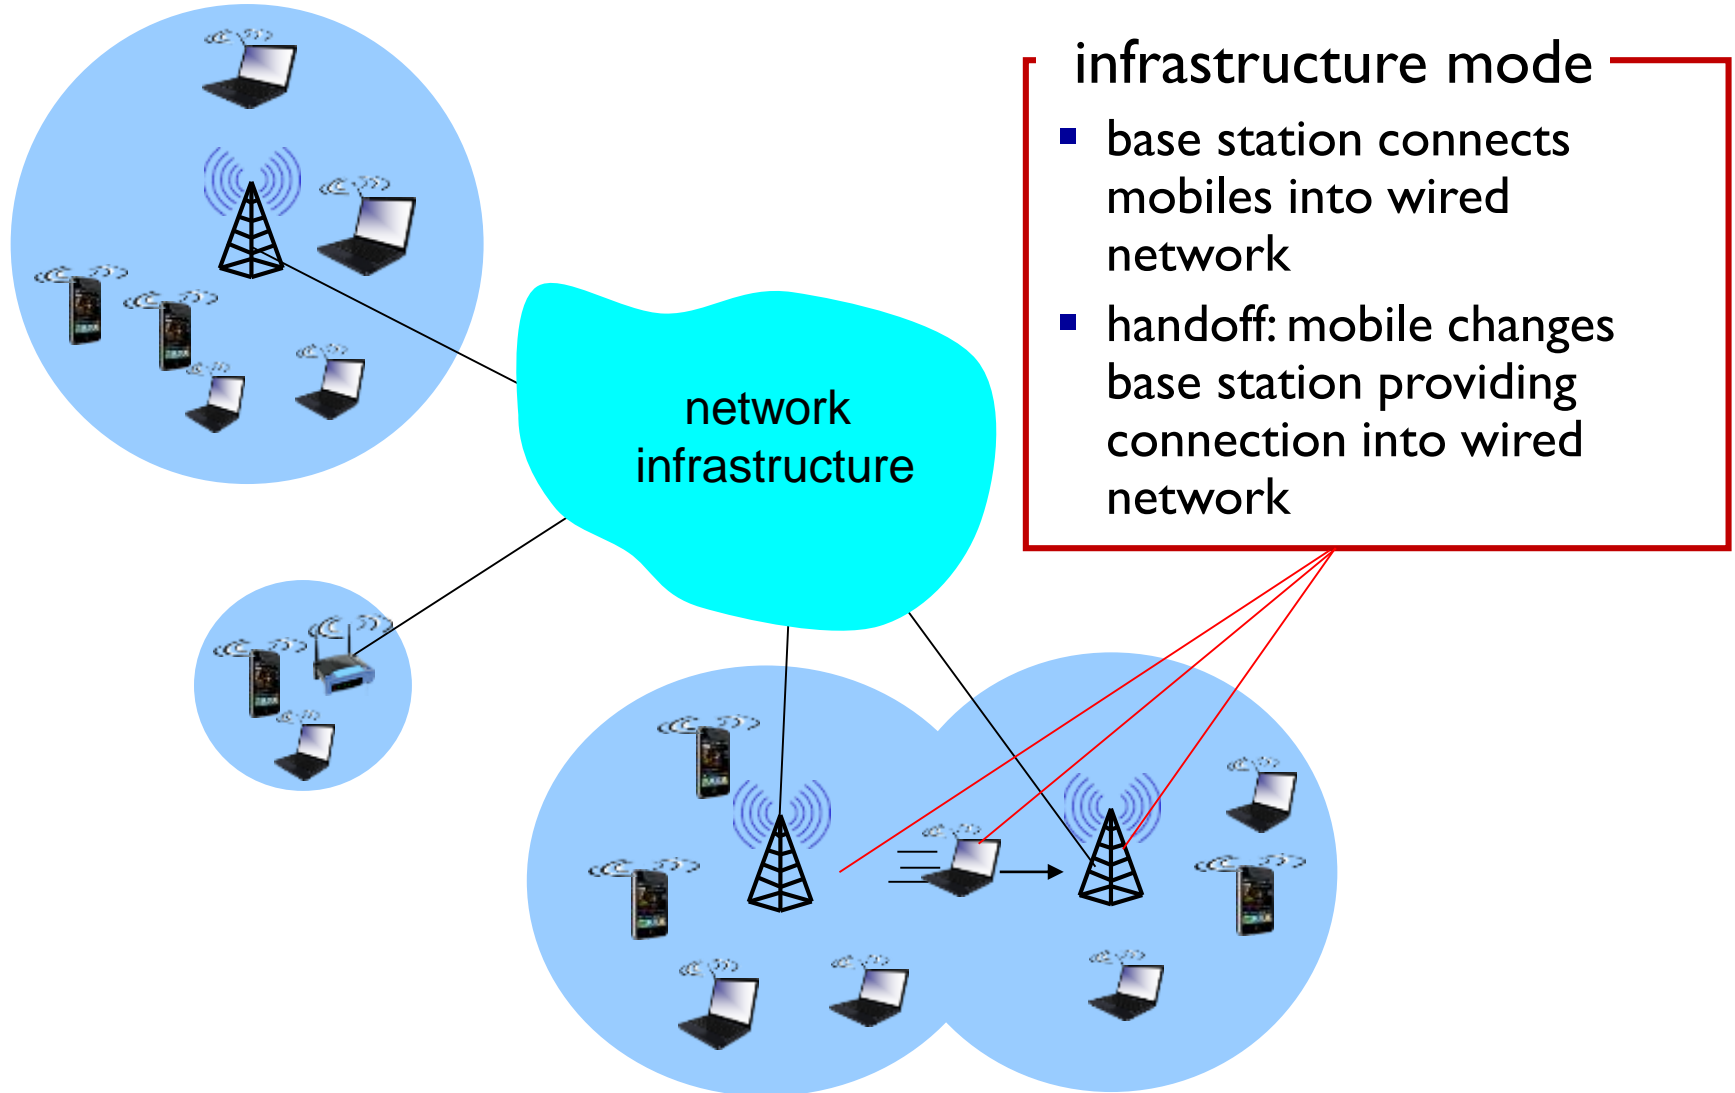 infrastructure mode
base station connects
mobiles into wired
network
handoff: mobile changes
base station providing
connection into wired
network
network
infrastructure